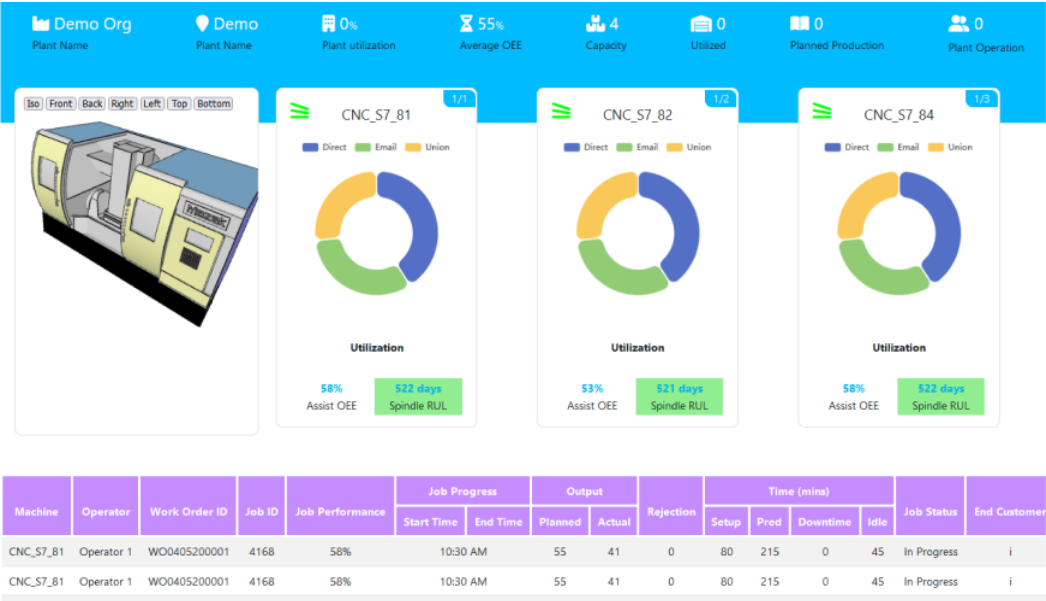 Demo Org Demo 0% 55% 4 0 0 0
Plant Name Plant Name Plant utilization Average OEE Capacity Utilized Planned Production Plant Operation
Iso Front Back Right Left Top Bottom
1/1
CNC_S7_81
Direct Email Union
Utilization
58% 522 days
Assist OEE Spindle RUL
1/2
CNC_S7_82
Direct Email Union
Utilization
53% 521 days
Assist OEE Spindle RUL
1/3
CNC_S7_84
Direct Email Union
Utilization
58% 522 days
Assist OEE Spindle RUL
Job Progress Output Time (mins)
Machine Operator Work Order ID Job ID Job Performance Rejection Job Status End Customer
Start Time End Time Planned Actual Setup Pred Downtime Idle
CNC_S7_81 Operator 1 WO0405200001 4168 58% 10:30 AM 55 41 0 80 215 0 45 In Progress i
CNC_S7_81 Operator 1 WO0405200001 4168 58% 10:30 AM 55 41 0 80 215 0 45 In Progress i